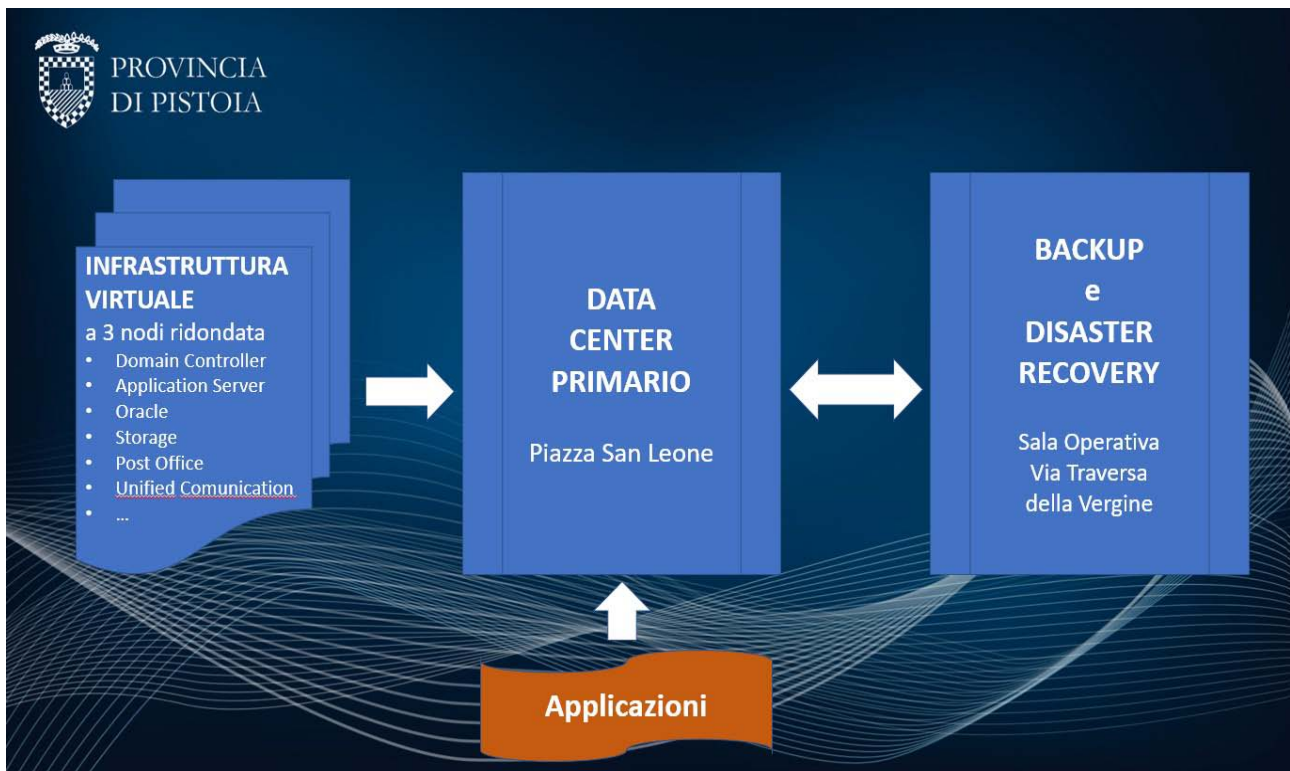 PROVINCIA
DI PISTOIA
INFRASTRUTTURA
VIRTUALE
a 3 nodi ridondata
• Domain Controller
• Application Server
• Oracle
• Storage
• Post Office
• Unified Comunication
• ...
DATA
CENTER
PRIMARIO
Piazza San Leone
BACKUP
e
DISASTER
RECOVERY
Sala Operativa
Via Traversa
della Vergine
Applicazioni